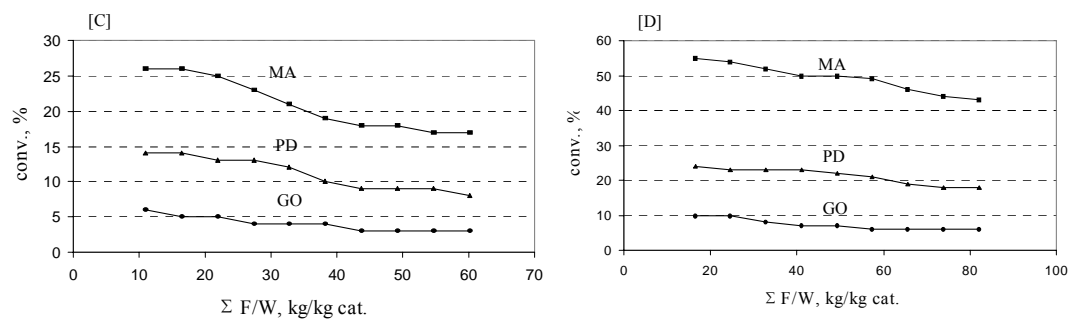 [C]
30
25
20
15
10
5
0
conv., %
MA
PD
GO
0 10 20 30 40 50 60 70
Σ F/W, kg/kg cat.
[D]
60
50
40
30
20
10
0
conv., %
MA
PD
GO
0 20 40 60 80 100
Σ F/W, kg/kg cat.